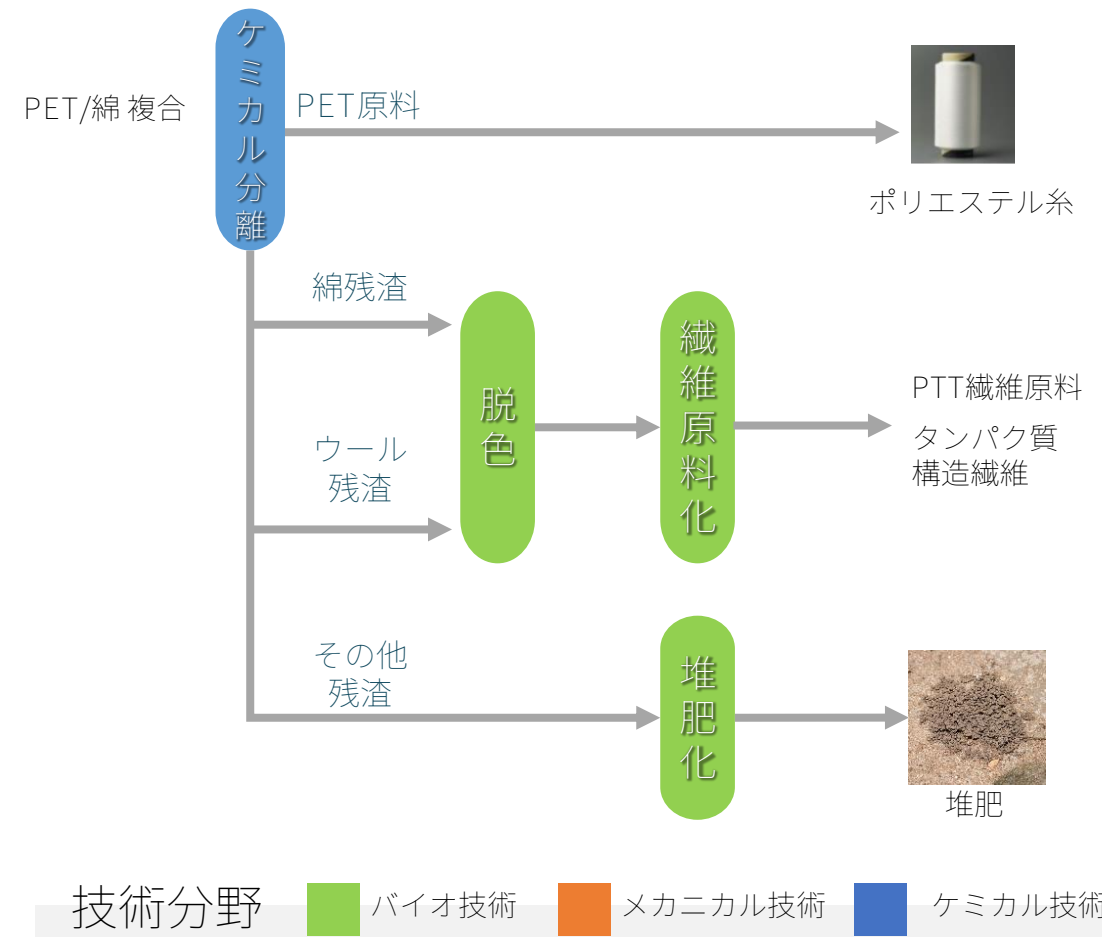 PET/綿 複合
ケミカル分離
PET原料
ポリエステル糸
綿残渣
ウール
残渣
脱色
繊維原料化
PTT繊維原料
タンパク質
構造繊維
その他
残渣
堆肥化
堆肥
技術分野
バイオ技術
メカニカル技術
ケミカル技術